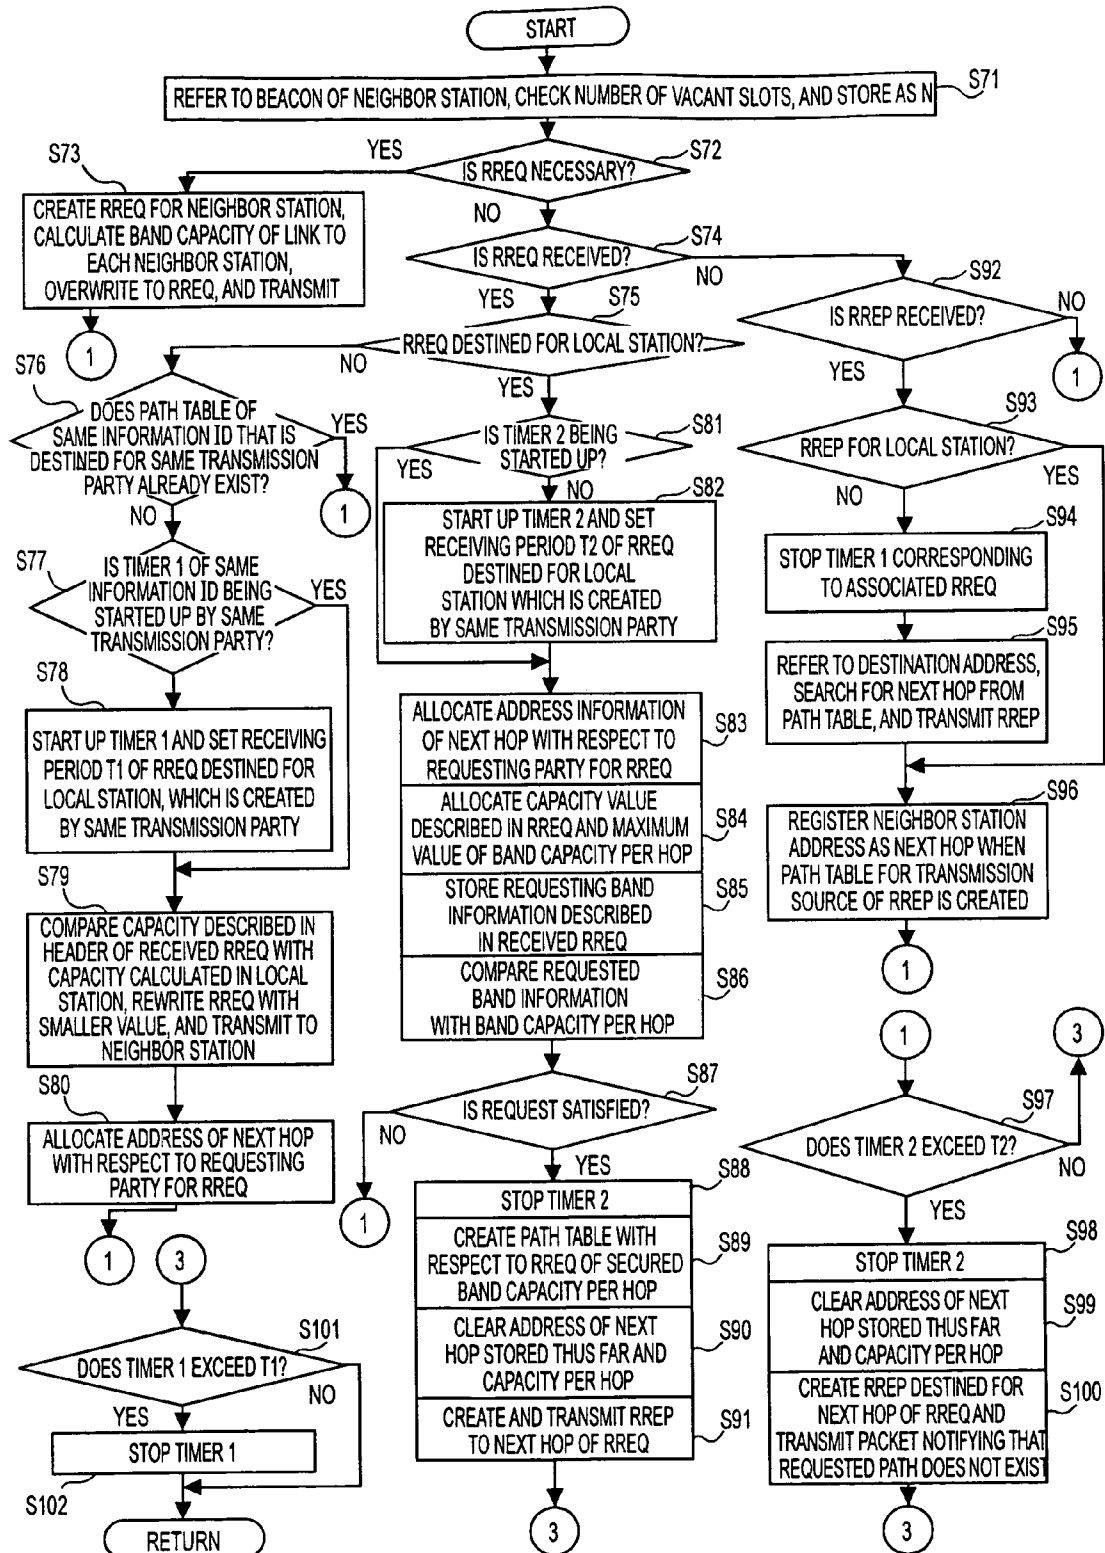 START
REFER TO BEACON OF NEIGHBOR STATION, CHECK NUMBER OF VACANT SLOTS, AND STORE AS N
S71
IS RREQ NECESSARY?
S72
YES
NO
S73
CREATE RREQ FOR NEIGHBOR STATION,
CALCULATE BAND CAPACITY OF LINK TO
EACH NEIGHBOR STATION,
OVERWRITE TO RREQ, AND TRANSMIT
1
IS RREQ RECEIVED?
S74
NO
YES
S75
RREQ DESTINED FOR LOCAL STATION?
NO
YES
S76
DOES PATH TABLE OF
SAME INFORMATION ID THAT IS
DESTINED FOR SAME TRANSMISSION
PARTY ALREADY EXIST?
YES
1
NO
S77
IS TIMER 1 OF SAME
INFORMATION ID BEING
STARTED UP BY SAME
TRANSMISSION PARTY?
YES
S78
START UP TIMER 1 AND SET RECEIVING
PERIOD T1 OF RREQ DESTINED FOR
LOCAL STATION, WHICH IS CREATED
BY SAME TRANSMISSION PARTY
S79
COMPARE CAPACITY DESCRIBED IN
HEADER OF RECEIVED RREQ WITH
CAPACITY CALCULATED IN LOCAL
STATION, REWRITE RREQ WITH
SMALLER VALUE, AND TRANSMIT TO
NEIGHBOR STATION
S80
ALLOCATE ADDRESS OF NEXT HOP
WITH RESPECT TO REQUESTING
PARTY FOR RREQ
1
3
S101
DOES TIMER 1 EXCEED T1?
NO
YES
STOP TIMER 1
S102
RETURN
IS TIMER 2 BEING
STARTED UP?
S81
YES
NO
S82
START UP TIMER 2 AND SET
RECEIVING PERIOD T2 OF RREQ
DESTINED FOR LOCAL
STATION WHICH IS CREATED
BY SAME TRANSMISSION PARTY
ALLOCATE ADDRESS INFORMATION
OF NEXT HOP WITH RESPECT TO
REQUESTING PARTY FOR RREQ
S83
ALLOCATE CAPACITY VALUE
DESCRIBED IN RREQ AND MAXIMUM
VALUE OF BAND CAPACITY PER HOP
S84
STORE REQUESTING BAND
INFORMATION DESCRIBED
IN RECEIVED RREQ
S85
COMPARE REQUESTED
BAND INFORMATION
WITH BAND CAPACITY PER HOP
S86
IS REQUEST SATISFIED?
S87
NO
1
YES
STOP TIMER 2
S88
CREATE PATH TABLE WITH
RESPECT TO RREQ OF SECURED
BAND CAPACITY PER HOP
S89
CLEAR ADDRESS OF NEXT
HOP STORED THUS FAR AND
CAPACITY PER HOP
S90
CREATE AND TRANSMIT RREP
TO NEXT HOP OF RREQ
S91
3
S92
IS RREP RECEIVED?
NO
1
YES
S93
RREP FOR LOCAL STATION?
YES
NO
S94
STOP TIMER 1 CORRESPONDING
TO ASSOCIATED RREQ
S95
REFER TO DESTINATION ADDRESS,
SEARCH FOR NEXT HOP FROM
PATH TABLE, AND TRANSMIT RREP
S96
REGISTER NEIGHBOR STATION
ADDRESS AS NEXT HOP WHEN
PATH TABLE FOR TRANSMISSION
SOURCE OF RREP IS CREATED
1
1
3
S97
DOES TIMER 2 EXCEED T2?
NO
YES
STOP TIMER 2
S98
CLEAR ADDRESS OF NEXT
HOP STORED THUS FAR
AND CAPACITY PER HOP
S99
CREATE RREP DESTINED FOR
NEXT HOP OF RREQ AND
TRANSMIT PACKET NOTIFYING THAT
REQUESTED PATH DOES NOT EXIST
S100
3